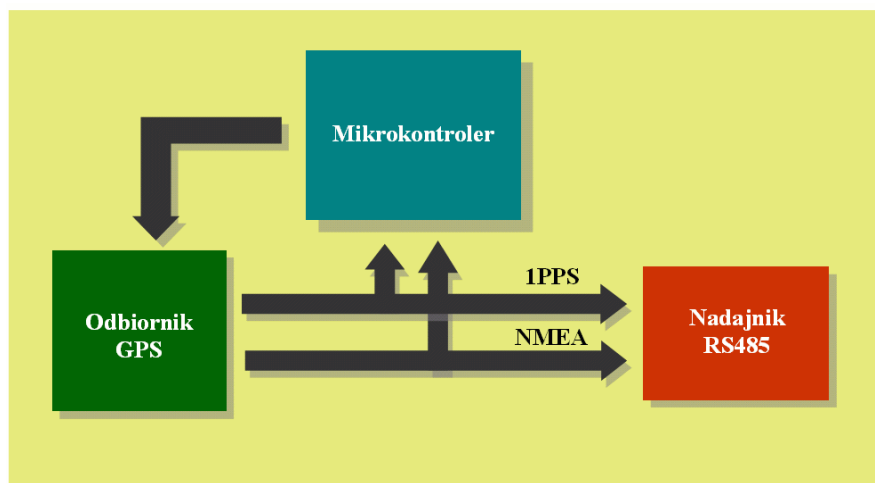 Mikrokontroler
1PPS
Odbiornik
GPS
NMEA
Nadajnik
RS485